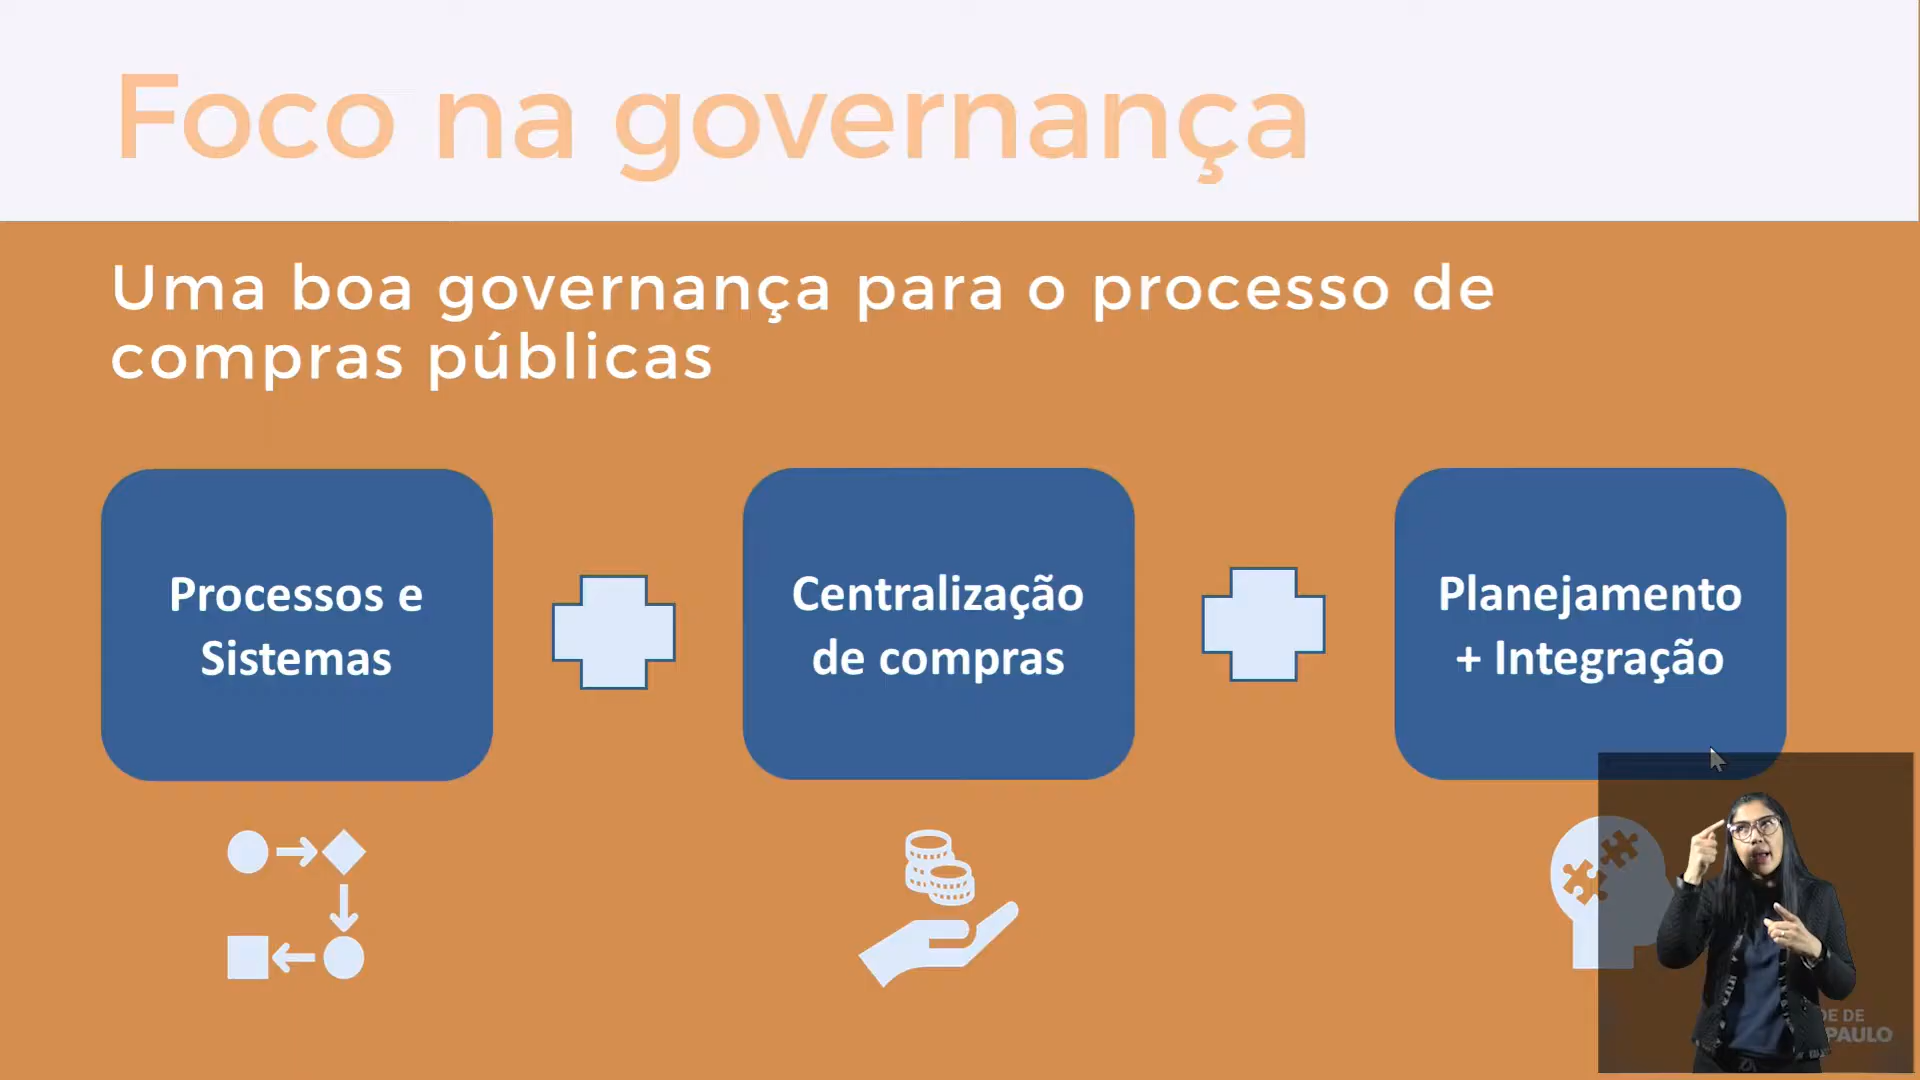 Foco na governança
Uma boa governança para o processo de
compras públicas
Processos e
Sistemas
Centralização
de compras
Planejamento
+ Integração
DE DE
PAULO